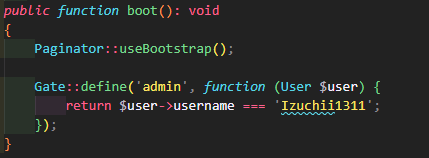 public function boot(): void
{
    Paginator::useBootstrap();

    Gate::define('admin', function (User $user) {
        return $user->username === 'Izuchii1311';
    });
}